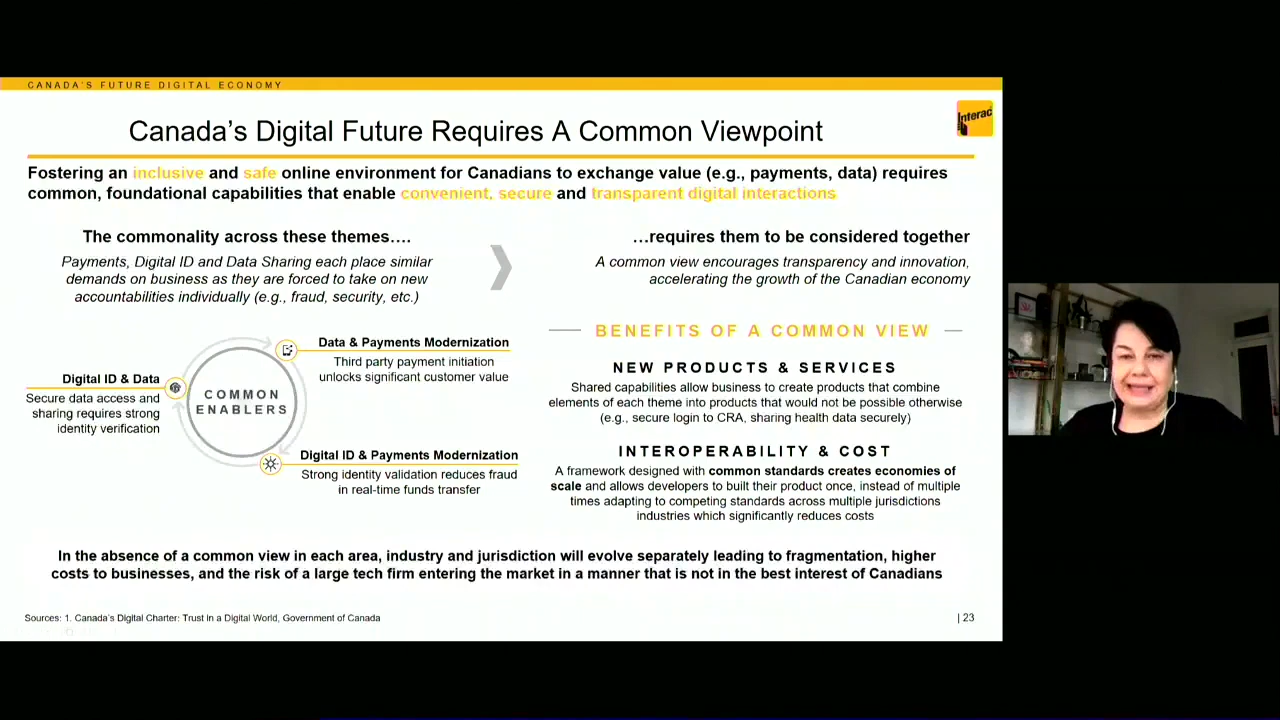 CANADA'S FUTURE DIGITAL ECONOMY
Canada's Digital Future Requires A Common Viewpoint
Interac
Fostering an inclusive and safe online environment for Canadians to exchange value (e.g., payments, data) requires
common, foundational capabilities that enable convenient, secure and transparent digital interactions
The commonality across these themes….
Payments, Digital ID and Data Sharing each place similar
demands on business as they are forced to take on new
accountabilities individually (e.g., fraud, security, etc.)
…requires them to be considered together
A common view encourages transparency and innovation,
accelerating the growth of the Canadian economy
Data & Payments Modernization
Third party payment initiation
unlocks significant customer value
Digital ID & Data
Secure data access and
sharing requires strong
identity verification
COMMON
ENABLERS
Digital ID & Payments Modernization
Strong identity validation reduces fraud
in real-time funds transfer
BENEFITS OF A COMMON VIEW
NEW PRODUCTS & SERVICES
Shared capabilities allow business to create products that combine
elements of each theme into products that would not be possible otherwise
(e.g., secure login to CRA, sharing health data securely)
INTEROPERABILITY & COST
A framework designed with common standards creates economies of
scale and allows developers to built their product once, instead of multiple
times adapting to competing standards across multiple jurisdictions
industries which significantly reduces costs
In the absence of a common view in each area, industry and jurisdiction will evolve separately leading to fragmentation, higher
costs to businesses, and the risk of a large tech firm entering the market in a manner that is not in the best interest of Canadians
Sources: 1. Canada's Digital Charter: Trust in a Digital World, Government of Canada
| 23